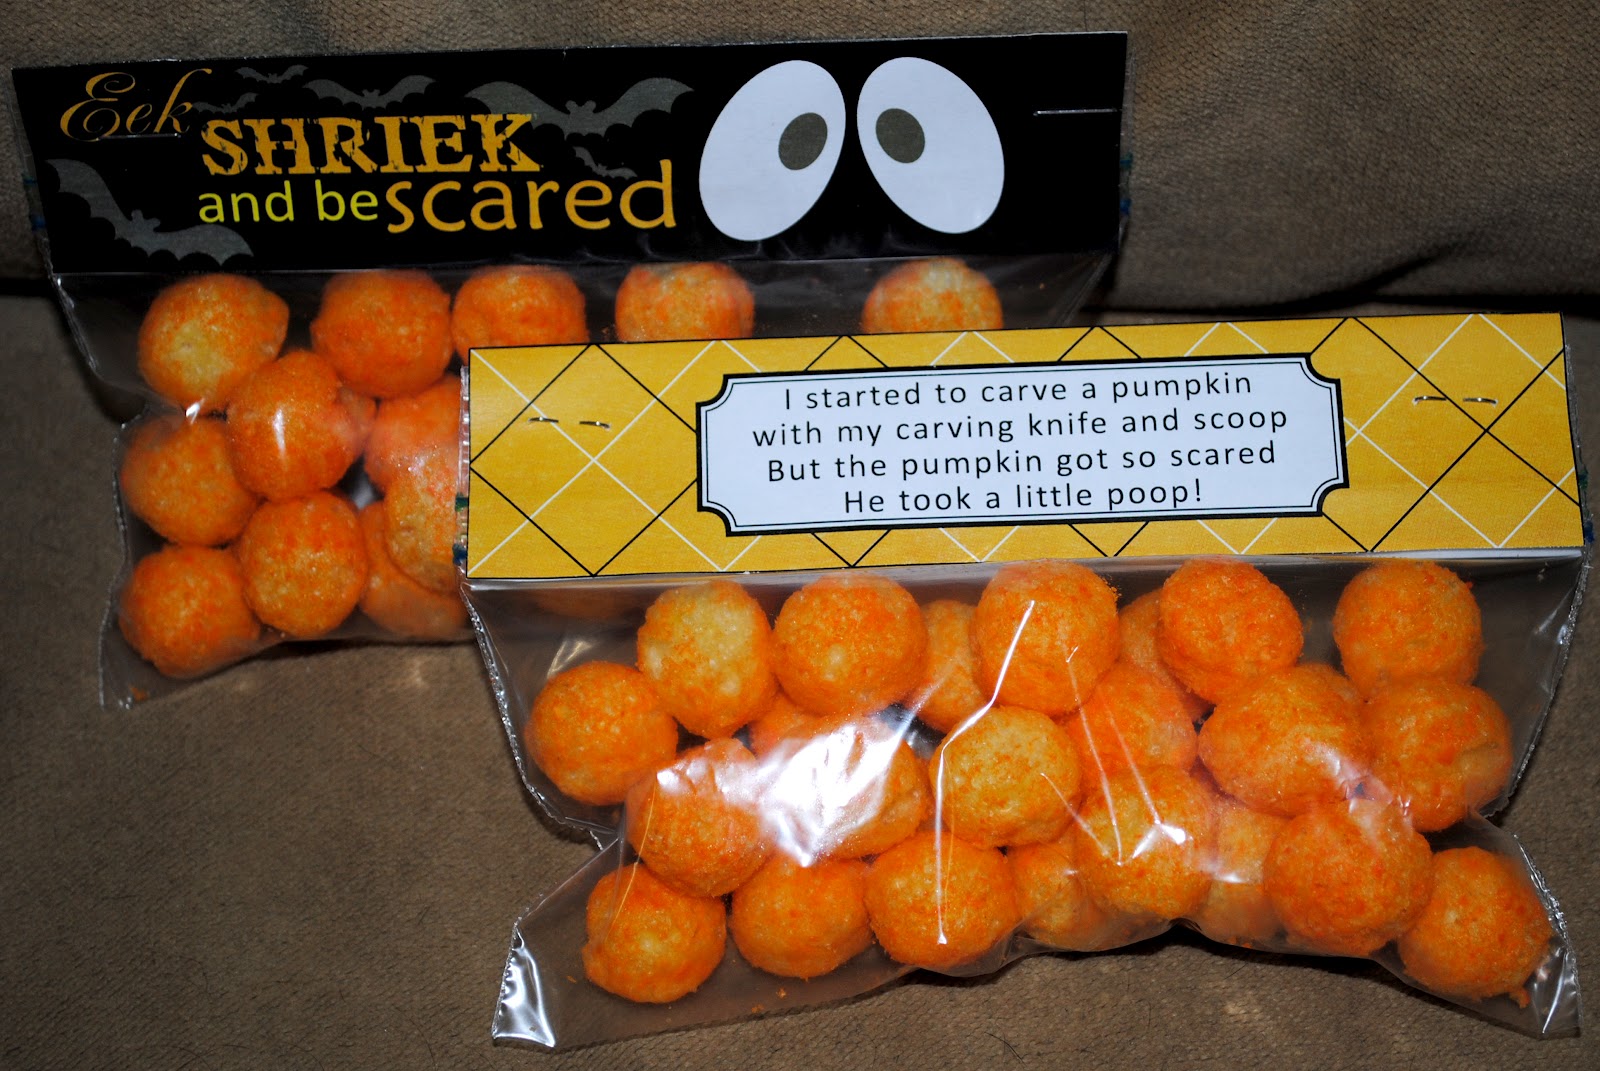 Eek
SHRIEK
and be scared
I started to carve a pumpkin
with my carving knife and scoop
But the pumpkin got so scared
He took a little poop!